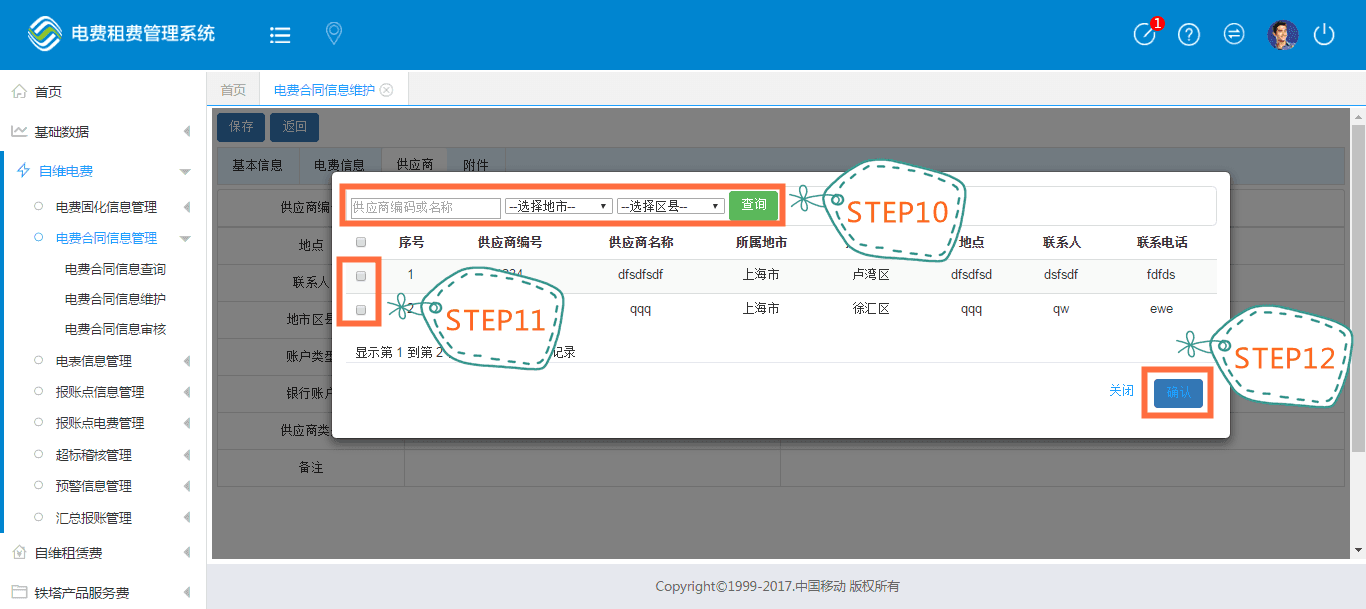 电费租费管理系统
1
首页
基础数据
自维电费
电费固化信息管理
电费合同信息管理
电费合同信息查询
电费合同信息维护
电费合同信息审核
电表信息管理
报账点信息管理
报账点电费管理
超标稽核管理
预警信息管理
汇总报账管理
自维租赁费
铁塔产品服务费
首页 电费合同信息维护
保存 返回
基本信息 电费信息 供应商 附件
供应商编
地点
联系人
地市区县
账户类型
银行账户
供应商类
备注
供应商编码或名称 --选择地市-- --选择区县-- 查询
STEP10
序号 供应商编号 供应商名称 所属地市 地点 联系人 联系电话
1 dfsdfsdf 上海市 卢湾区 dfsdfsd dsfsdf fdfds
2 qqq 上海市 徐汇区 qqq qw ewe
STEP11
显示第 1 到第 2 记录
STEP12
关闭 确认
Copyright©1999-2017.中国移动 版权所有